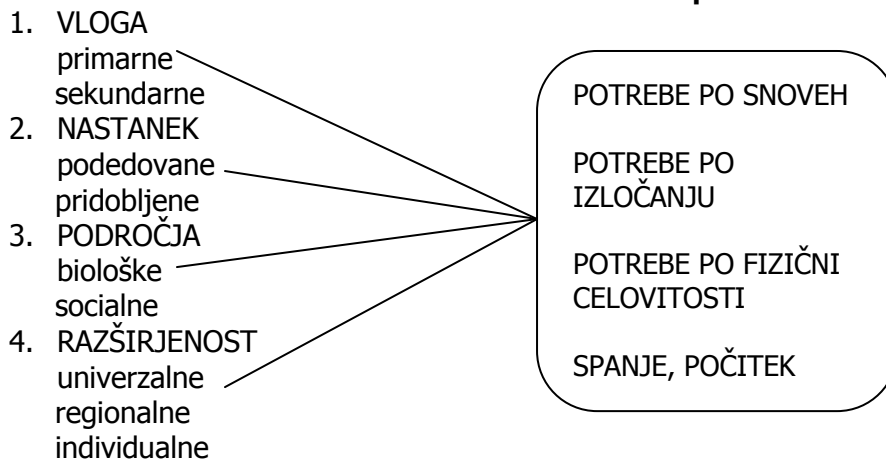 1. VLOGA
primarne
sekundarne
2. NASTANEK
podedovane
pridobljene
3. PODROČJA
biološke
socialne
4. RAZŠIRJENOST
univerzalne
regionalne
individualne
POTREBE PO SNOVEH
POTREBE PO
IZLOČANJU
POTREBE PO FIZIČNI
CELOVITOSTI
SPANJE, POČITEK